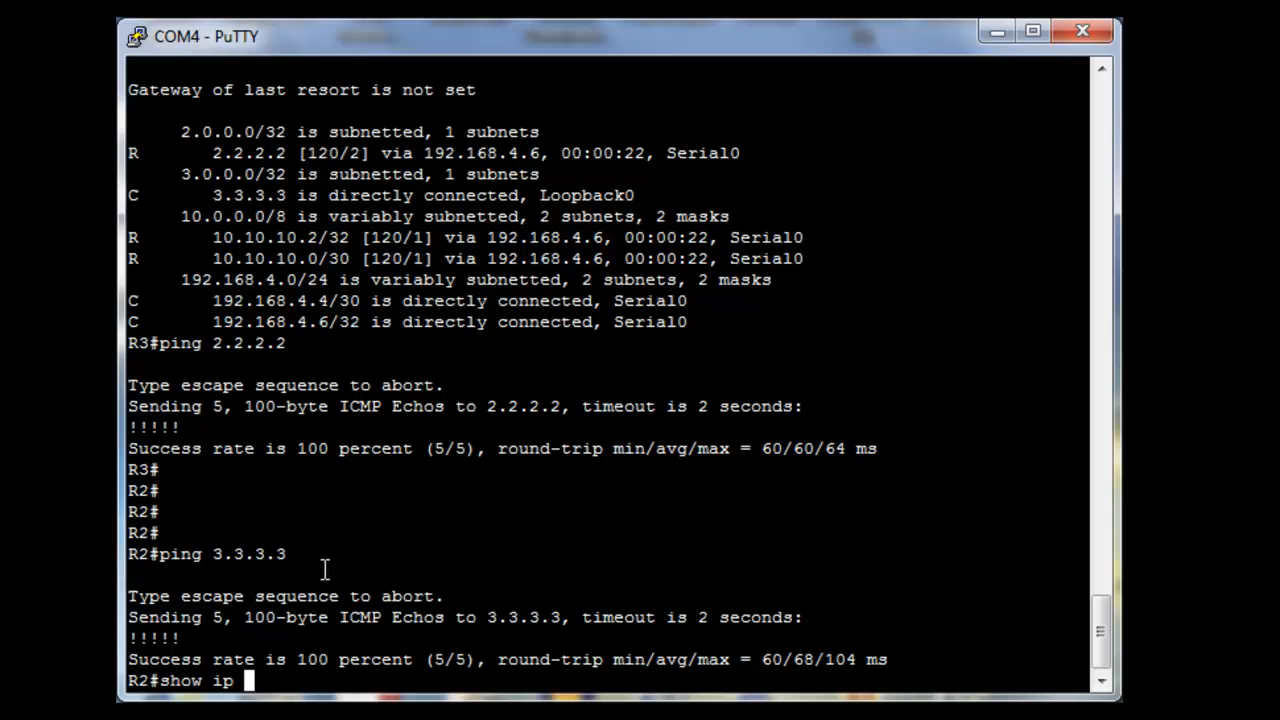 COM4 - PuTTY
Gateway of last resort is not set
2.0.0.0/32 is subnetted, 1 subnets
R 2.2.2.2 [120/2] via 192.168.4.6, 00:00:22, Serial0
3.0.0.0/32 is subnetted, 1 subnets
C 3.3.3.3 is directly connected, Loopback0
10.0.0.0/8 is variably subnetted, 2 subnets, 2 masks
R 10.10.10.2/32 [120/1] via 192.168.4.6, 00:00:22, Serial0
R 10.10.10.0/30 [120/1] via 192.168.4.6, 00:00:22, Serial0
192.168.4.0/24 is variably subnetted, 2 subnets, 2 masks
C 192.168.4.4/30 is directly connected, Serial0
C 192.168.4.6/32 is directly connected, Serial0
R3#ping 2.2.2.2
Type escape sequence to abort.
Sending 5, 100-byte ICMP Echos to 2.2.2.2, timeout is 2 seconds:
!!!!!
Success rate is 100 percent (5/5), round-trip min/avg/max = 60/60/64 ms
R3#
R2#
R2#
R2#
R2#ping 3.3.3.3
Type escape sequence to abort.
Sending 5, 100-byte ICMP Echos to 3.3.3.3, timeout is 2 seconds:
!!!!!
Success rate is 100 percent (5/5), round-trip min/avg/max = 60/68/104 ms
R2#show ip